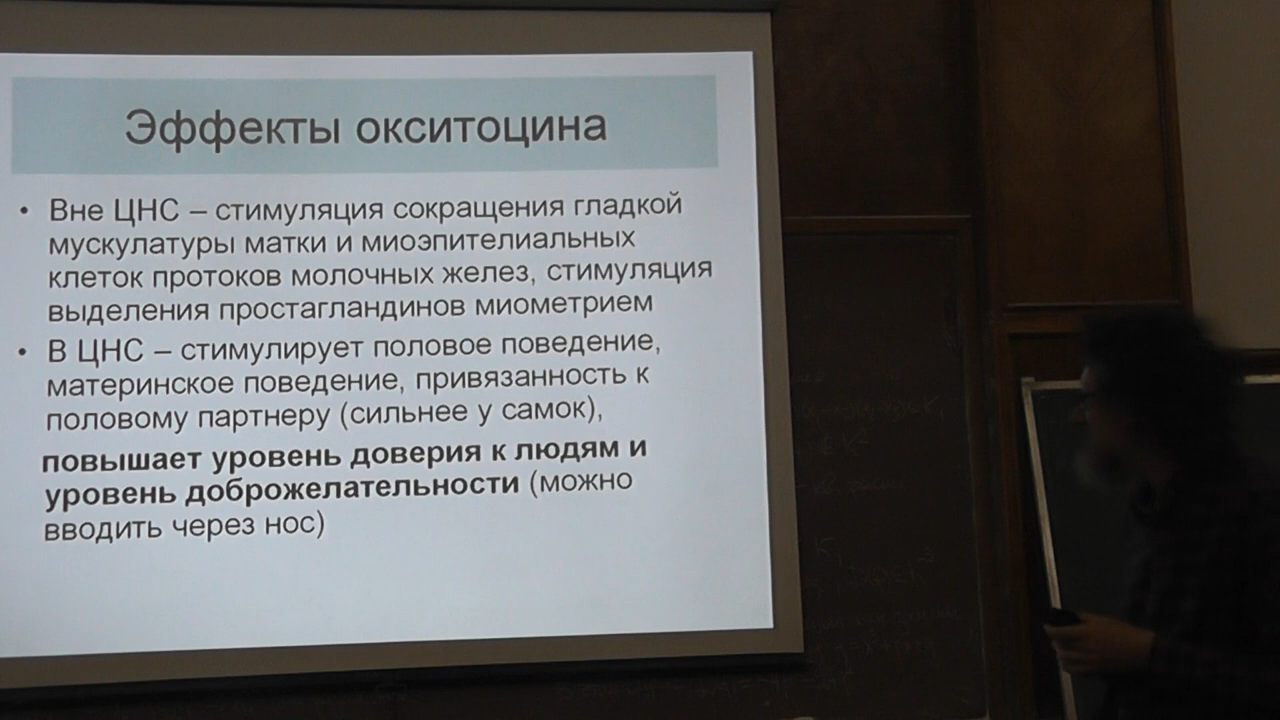 Эффекты окситоцина
• Вне ЦНС – стимуляция сокращения гладкой
мускулатуры матки и миоэпителиальных
клеток протоков молочных желез, стимуляция
выделения простагландинов миометрием
• В ЦНС – стимулирует половое поведение,
материнское поведение, привязанность к
половому партнеру (сильнее у самок),
повышает уровень доверия к людям и
уровень доброжелательности (можно
вводить через нос)